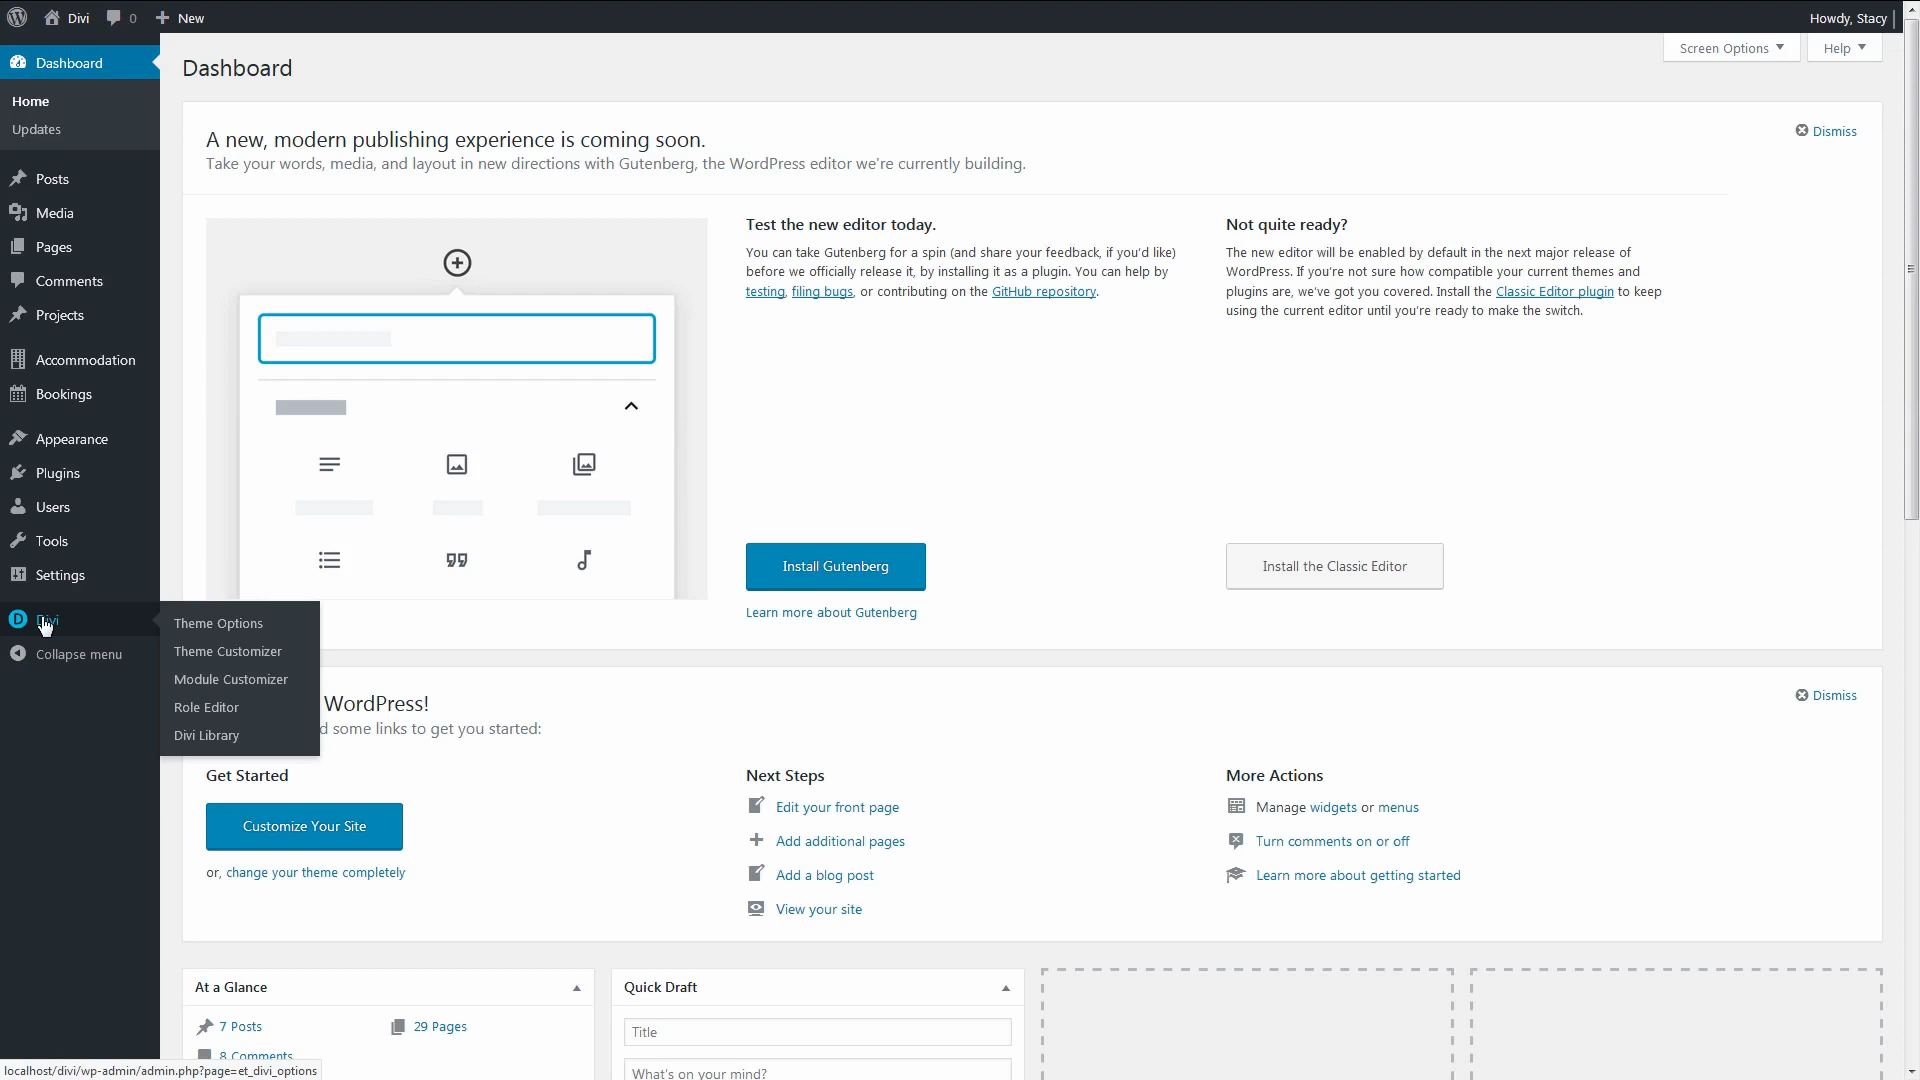 Divi
0
New
Howdy, Stacy
Dashboard
Home
Updates
Posts
Media
Pages
Comments
Projects
Accommodation
Bookings
Appearance
Plugins
Users
Tools
Settings
Divi
Collapse menu
Theme Options
Theme Customizer
Module Customizer
Role Editor
Divi Library
Screen Options
Help
Dashboard
A new, modern publishing experience is coming soon.
Dismiss
Take your words, media, and layout in new directions with Gutenberg, the WordPress editor we're currently building.
Test the new editor today.
You can take Gutenberg for a spin (and share your feedback, if you'd like)
before we officially release it, by installing it as a plugin. You can help by
testing, filing bugs, or contributing on the GitHub repository.
Install Gutenberg
Learn more about Gutenberg
Not quite ready?
The new editor will be enabled by default in the next major release of
WordPress. If you're not sure how compatible your current themes and
plugins are, we've got you covered. Install the Classic Editor plugin to keep
using the current editor until you're ready to make the switch.
Install the Classic Editor
WordPress!
Dismiss
some links to get you started:
Get Started
Customize Your Site
or, change your theme completely
Next Steps
Edit your front page
Add additional pages
Add a blog post
View your site
More Actions
Manage widgets or menus
Turn comments on or off
Learn more about getting started
At a Glance
7 Posts
29 Pages
8 Comments
Quick Draft
Title
What's on your mind?
localhost/divi/wp-admin/admin.php?page=et_divi_options